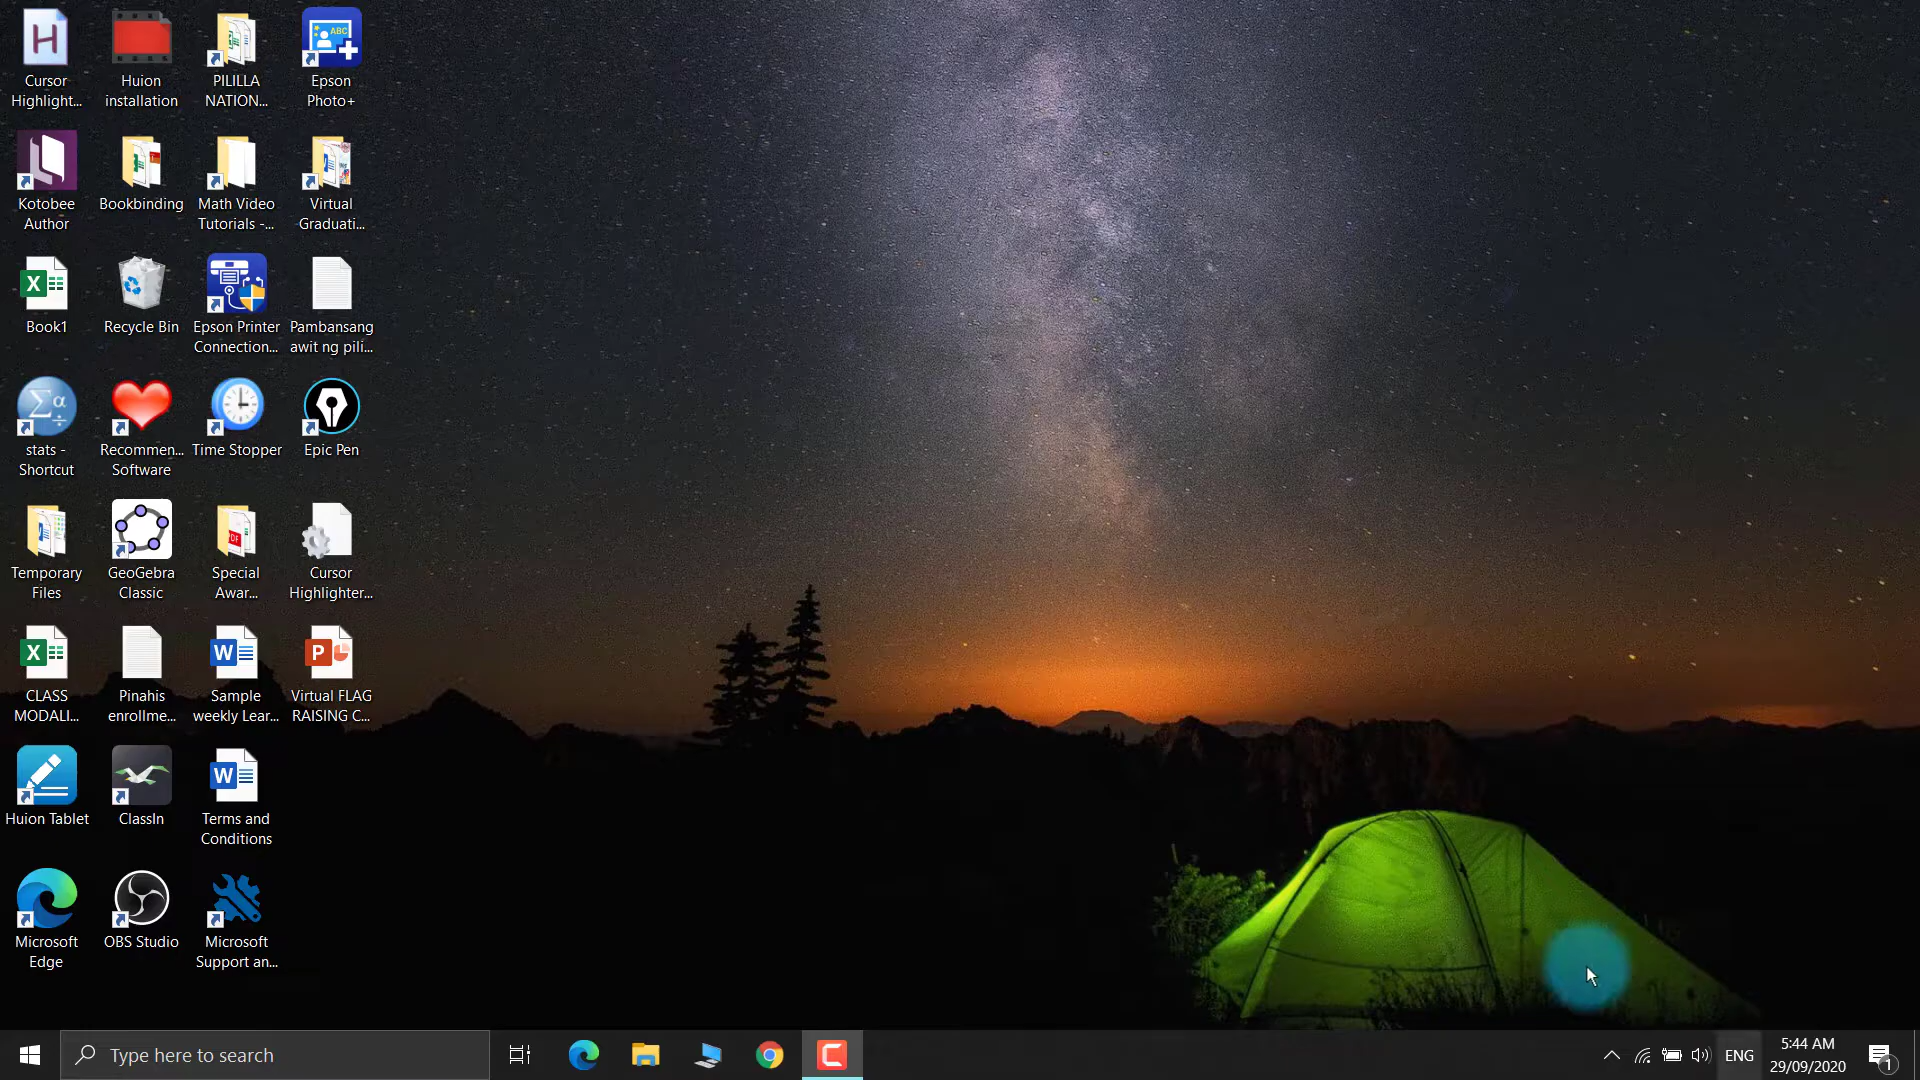 Cursor
Highlight...
Huion
installation
PILILLA
NATION...
ABC
Epson
Photo+
Kotobee
Author
Bookbinding
Math Video
Tutorials -...
Virtual
Graduati...
Book1
Recycle Bin
Epson Printer
Connection...
Pambansang
awit ng pili...
stats -
Shortcut
Recommen...
Software
Time Stopper
Epic Pen
Temporary
Files
GeoGebra
Classic
PDF
Special
Awar...
Cursor
Highlighter...
CLASS
MODALI...
Pinahis
enrollme...
Sample
weekly Lear...
Virtual FLAG
RAISING C...
Huion Tablet
ClassIn
Terms and
Conditions
Microsoft
Edge
OBS Studio
Microsoft
Support an...
Type here to search
ENG
5:44 AM
29/09/2020
1